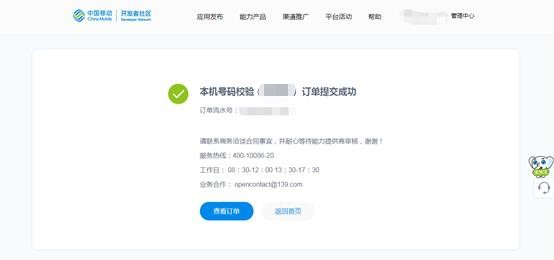 中国移动 China Mobile 开发者社区 Developer Network 应用发布 能力产品 渠道推广 平台活动 帮助 管理中心
本机号码校验（ ）订单提交成功
订单流水号：
请联系商务洽谈合同事宜，并耐心等待能力提供商审核，谢谢！
服务热线：400-10086-20
工作日： 08：30-12：00 13：30-17：30
业务合作： opencontact@139.com
查看订单 返回首页